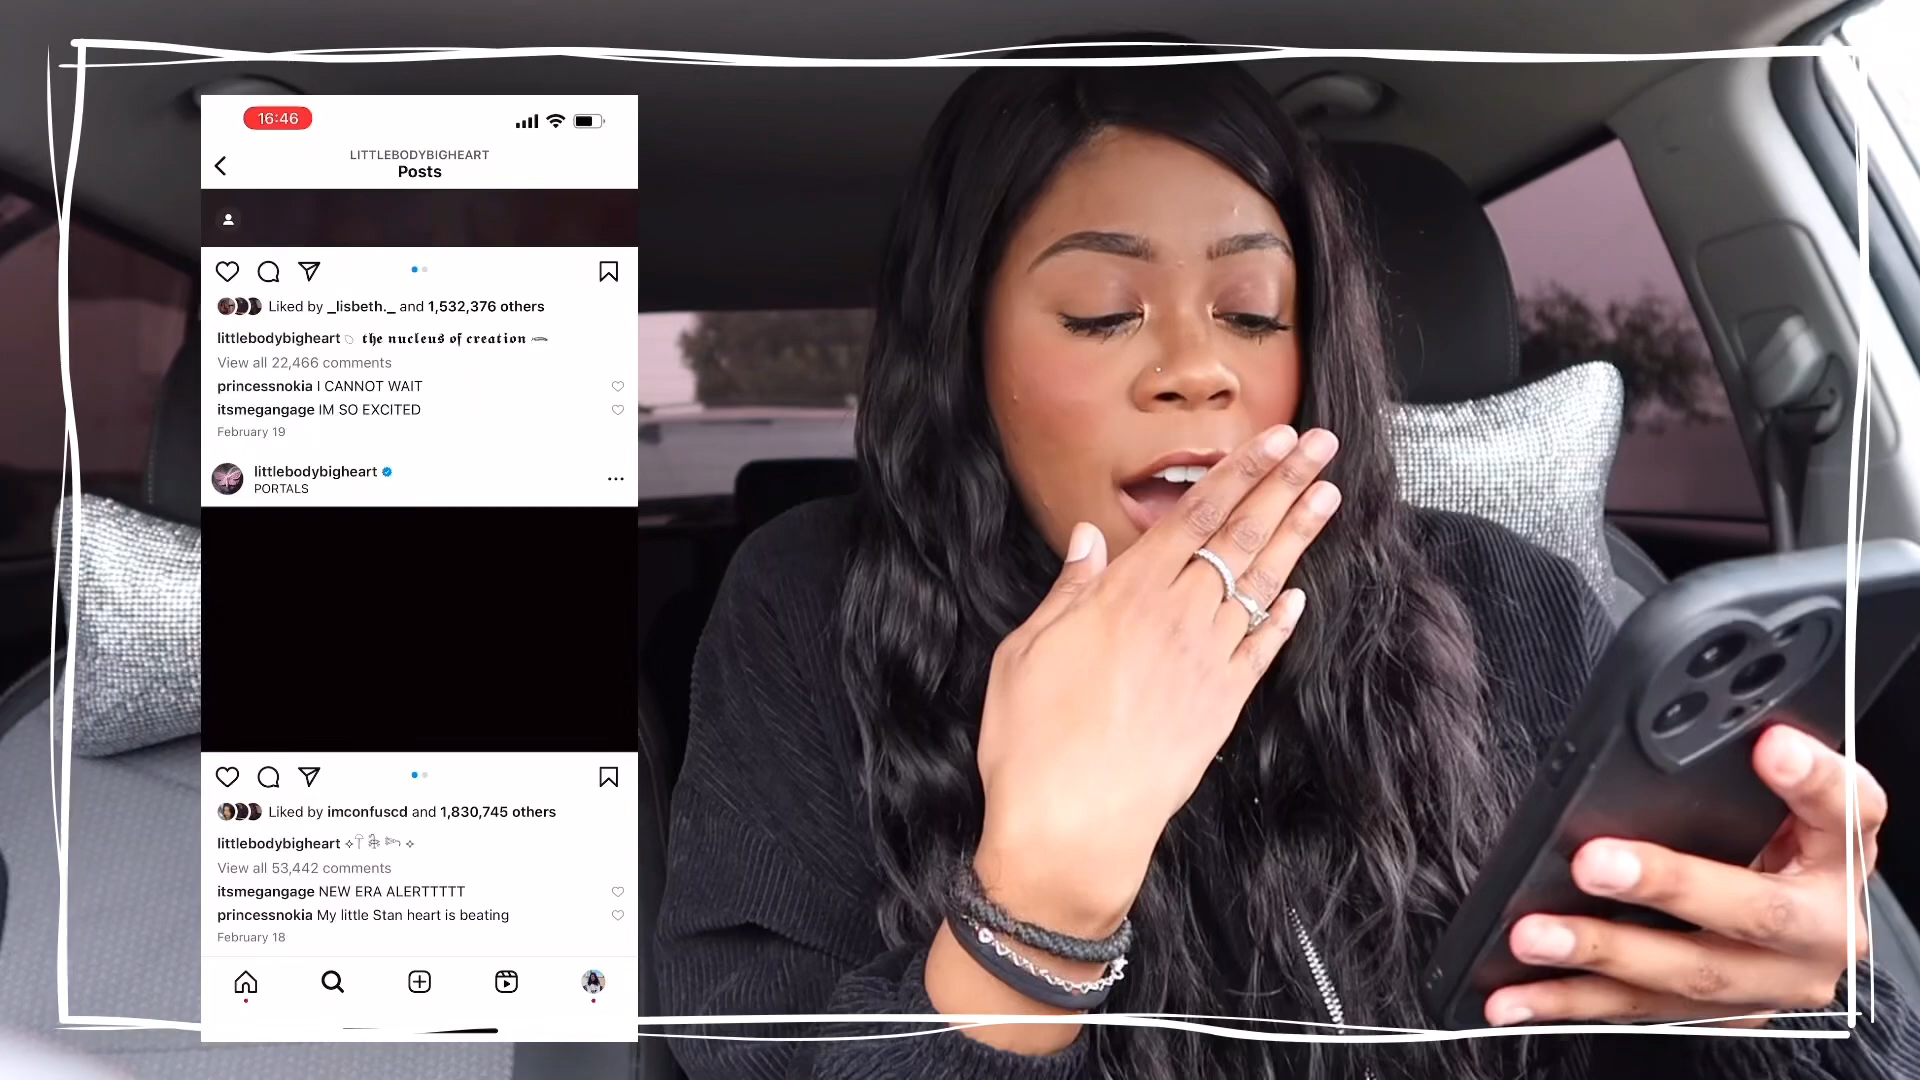 16:46
LITTLEBODYBIGHEART
Posts
Liked by _lisbeth._ and 1,532,376 others
littlebodybigheart 𝖙𝖍𝖊 𝖓𝖚𝖈𝖑𝖊𝖚𝖘 𝖔𝖋 𝖈𝖗𝖊𝖆𝖙𝖎𝖔𝖓
View all 22,466 comments
princessnokia I CANNOT WAIT
itsmegangage IM SO EXCITED
February 19
littlebodybigheart
PORTALS
Liked by imconfuscd and 1,830,745 others
littlebodybigheart
View all 53,442 comments
itsmegangage NEW ERA ALERTTTTT
princessnokia My little Stan heart is beating
February 18